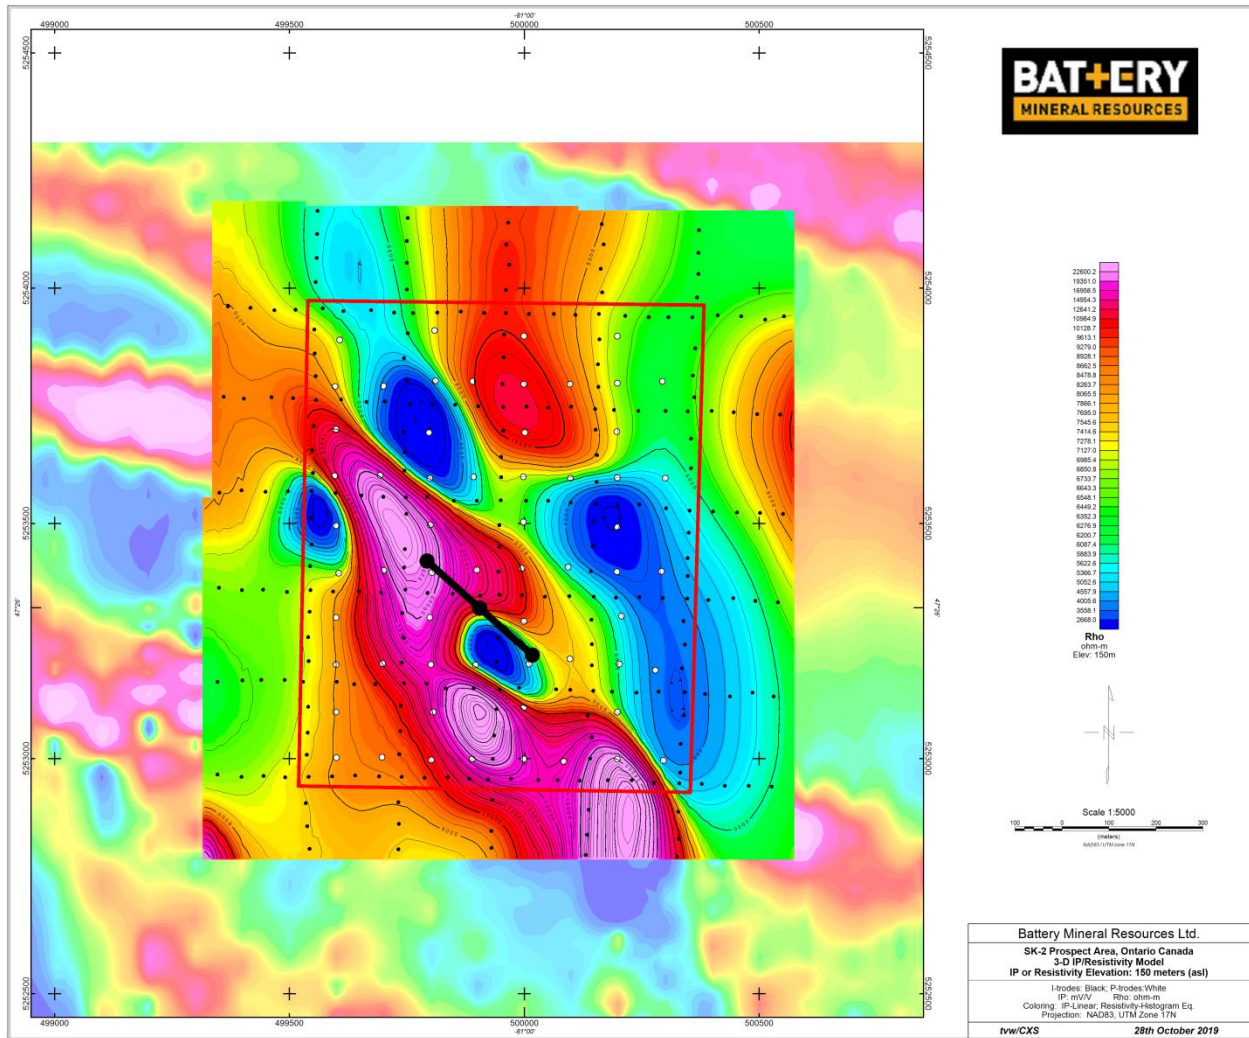 499000 499500 -81°00' 500000 500500
5254500 5254500
BAT+ERY
MINERAL RESOURCES
5254000 5254000
22600.2
19351.0
16958.5
14954.3
12641.2
10984.9
10128.7
9613.1
9279.0
8928.1
8662.5
8478.8
8263.7
8065.5
7866.1
7695.0
7545.6
7414.6
7278.1
7127.0
6985.4
6850.8
6733.7
6643.3
6548.1
6449.2
6352.3
6276.9
6200.7
6087.4
5883.9
5622.6
5366.7
5052.6
4557.9
4005.6
3558.1
2668.0
Rho
ohm-m
Elev: 150m
5253500 5253500
47°26' 47°26'
N
5253000 5253000
Scale 1:5000
100 0 100 200 300
(meters)
NAD83 / UTM zone 17N
Battery Mineral Resources Ltd.
SK-2 Prospect Area, Ontario Canada
3-D IP/Resistivity Model
IP or Resistivity Elevation: 150 meters (asl)
I-trodes: Black; P-trodes:White
IP: mV/V Rho: ohm-m
Coloring: IP-Linear; Resistivity-Histogram Eq.
Projection: NAD83, UTM Zone 17N
tvw/CXS 28th October 2019
5252500 5252500
499000 499500 500000 500500
-81°00'